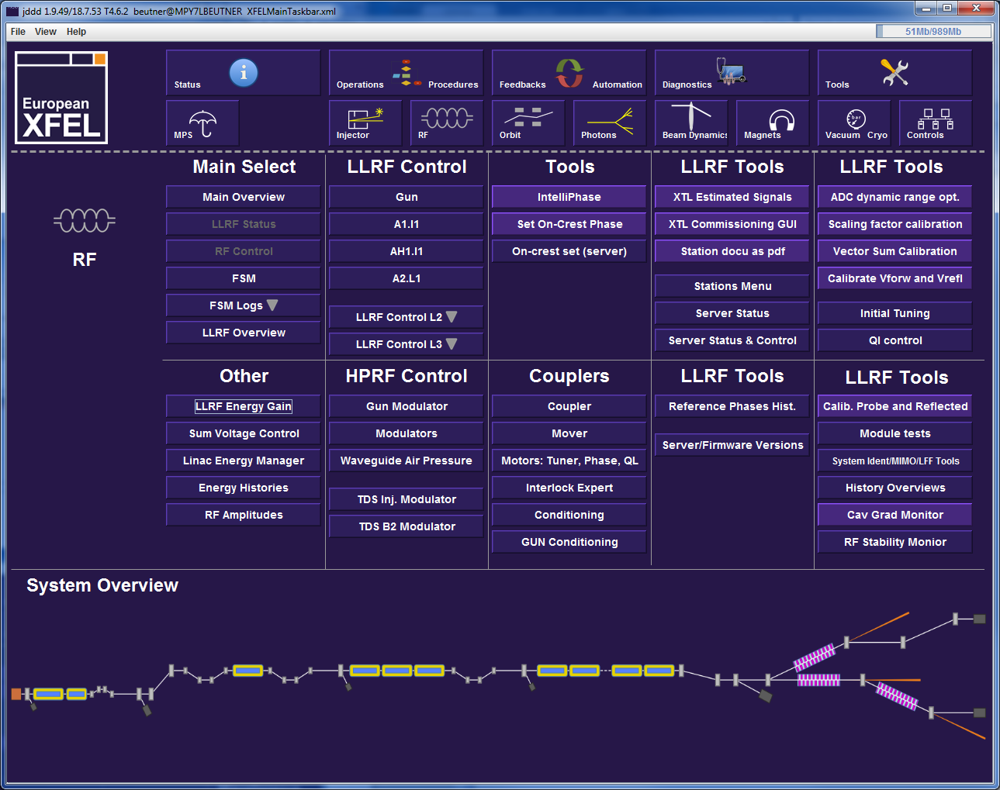 jddd 1.9.49/18.7.53 T4.6.2 beutner@MPY7LBEUTNER XFELMainTaskbar.xml
File View Help
51Mb/989Mb
European
XFEL
Status
i
Operations Procedures
Feedbacks Automation
Diagnostics
Tools
MPS
Injector
RF
Orbit
Photons
Beam Dynamics
Magnets
bar
Vacuum Cryo
Controls
RF
Main Select
Main Overview
LLRF Status
RF Control
FSM
FSM Logs
LLRF Overview
LLRF Control
Gun
A1.I1
AH1.I1
A2.L1
LLRF Control L2
LLRF Control L3
Tools
IntelliPhase
Set On-Crest Phase
On-crest set (server)
LLRF Tools
XTL Estimated Signals
XTL Commissioning GUI
Station docu as pdf
Stations Menu
Server Status
Server Status & Control
LLRF Tools
ADC dynamic range opt.
Scaling factor calibration
Vector Sum Calibration
Calibrate Vforw and Vrefl
Initial Tuning
Ql control
Other
LLRF Energy Gain
Sum Voltage Control
Linac Energy Manager
Energy Histories
RF Amplitudes
HPRF Control
Gun Modulator
Modulators
Waveguide Air Pressure
TDS Inj. Modulator
TDS B2 Modulator
Couplers
Coupler
Mover
Motors: Tuner, Phase, QL
Interlock Expert
Conditioning
GUN Conditioning
LLRF Tools
Reference Phases Hist.
Server/Firmware Versions
LLRF Tools
Calib. Probe and Reflected
Module tests
System Ident/MIMO/LFF Tools
History Overviews
Cav Grad Monitor
RF Stability Monior
System Overview